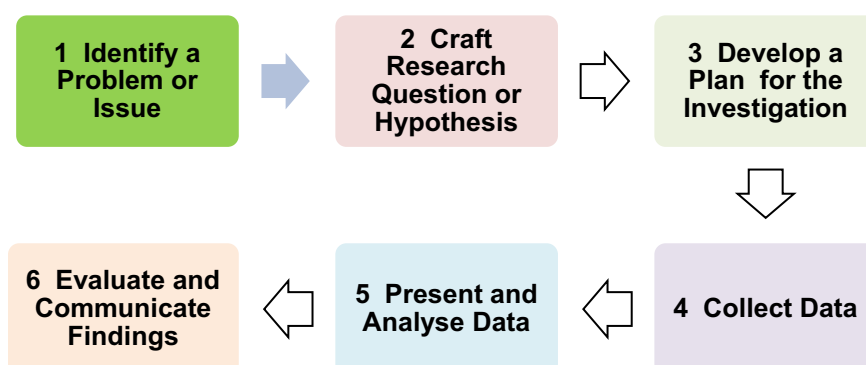 1 Identify a
Problem or
Issue
2 Craft
Research
Question or
Hypothesis
3 Develop a
Plan for the
Investigation
4 Collect Data
5 Present and
Analyse Data
6 Evaluate and
Communicate
Findings